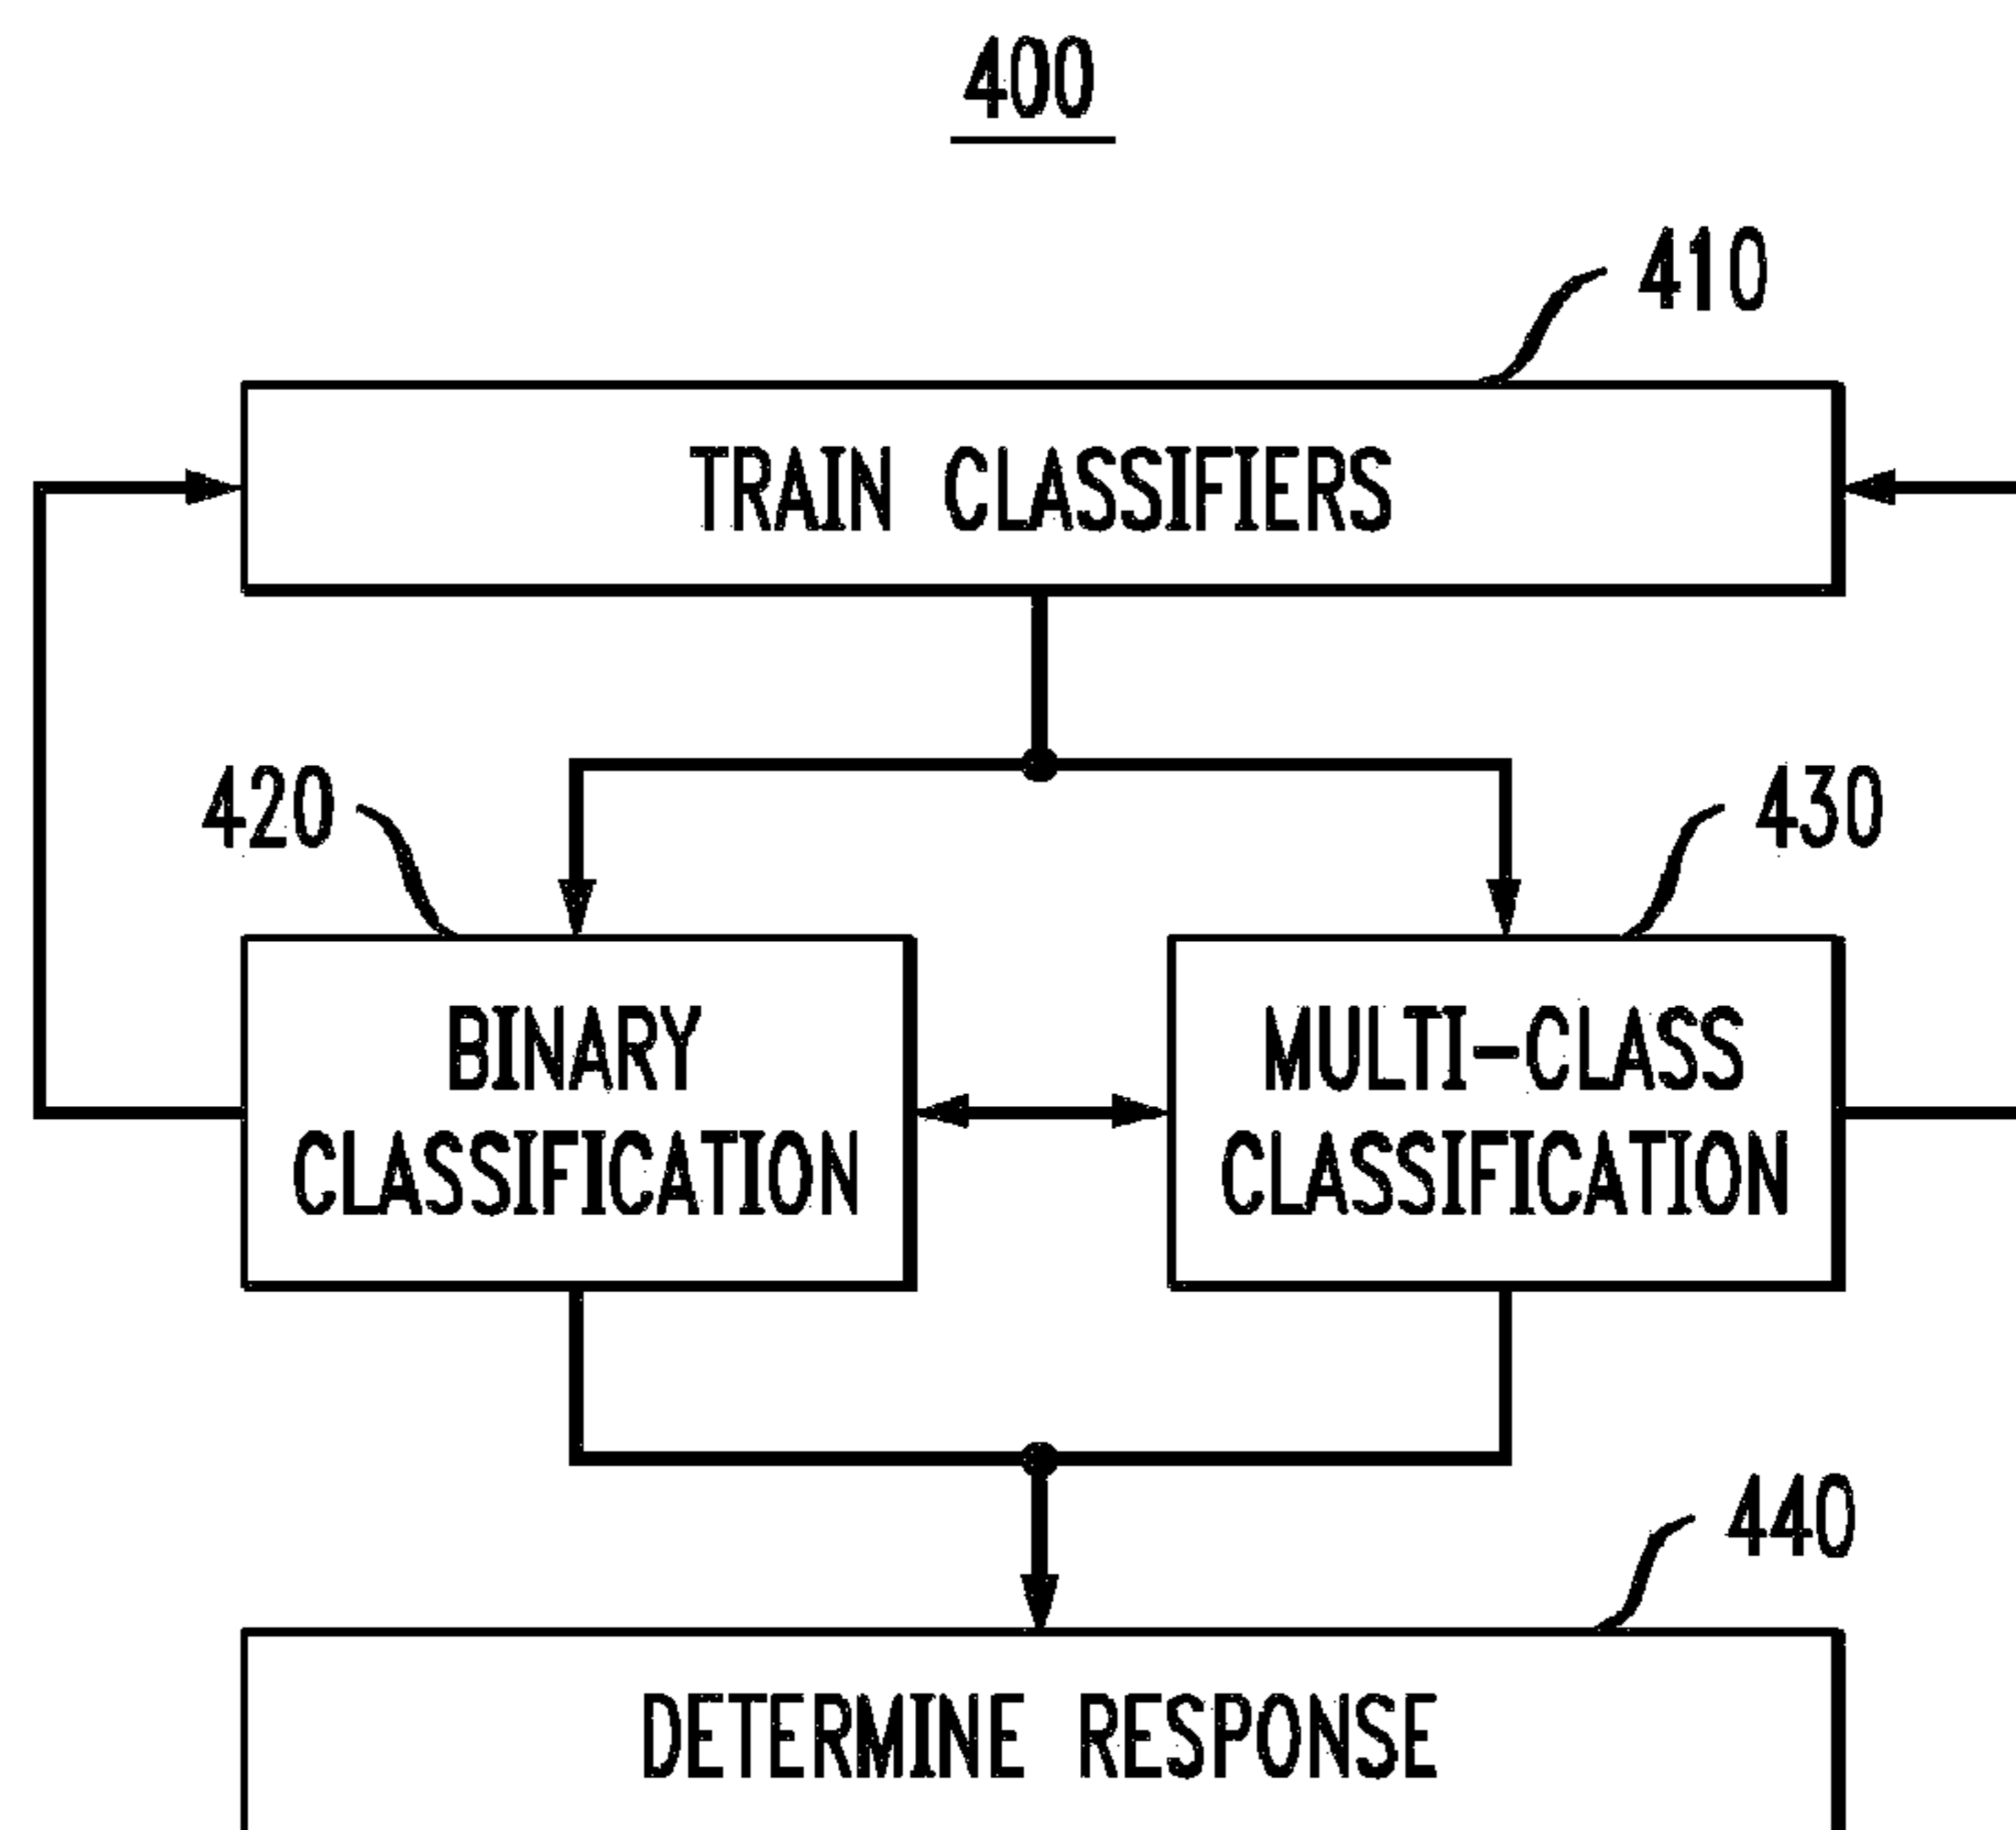 400
410
TRAIN CLASSIFIERS
420
430
BINARY
CLASSIFICATION
MULTI-CLASS
CLASSIFICATION
440
DETERMINE RESPONSE